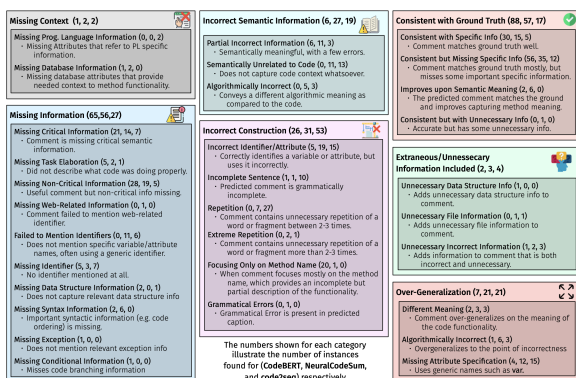 Missing Context (1, 2, 2)
Missing Prog. Language Information (0, 0, 2)
• Missing Attributes that refer to PL specific
information.
Missing Database Information (1, 2, 0)
• Missing database attributes that provide
needed context to method functionality.
Missing Information (65,56,27)
Missing Critical Information (21, 14, 7)
• Comment is missing critical semantic
information.
Missing Task Elaboration (5, 2, 1)
• Did not describe what code was doing properly.
Missing Non-Critical Information (28, 19, 5)
• Useful comment but non-critical info missing.
Missing Web-Related Information (0, 1, 0)
• Comment failed to mention web-related
identifier.
Failed to Mention Identifiers (0, 11, 6)
• Does not mention specific variable/attribute
names, often using a generic identifier.
Missing Identifier (5, 3, 7)
• No identifier mentioned at all.
Missing Data Structure Information (2, 0, 1)
• Does not capture relevant data structure info
Missing Syntax Information (2, 6, 0)
• Important syntactic information (e.g. code
ordering) is missing.
Missing Exception (1, 0, 0)
• Does not mention relevant exception info
Missing Conditional Information (1, 0, 0)
• Misses code branching information
Incorrect Semantic Information (6, 27, 19)
Partial Incorrect Information (6, 11, 3)
• Semantically meaningful, with a few errors.
Semantically Unrelated to Code (0, 11, 13)
• Does not capture code context whatsoever.
Algorithmically Incorrect (0, 5, 3)
• Conveys a different algorithmic meaning as
compared to the code.
Incorrect Construction (26, 31, 53)
Incorrect Identifier/Attribute (5, 19, 15)
• Correctly identifies a variable or attribute, but
uses it incorrectly.
Incomplete Sentence (1, 1, 10)
• Predicted comment is grammatically
incomplete.
Repetition (0, 7, 27)
• Comment contains unnecessary repetition of a
word or fragment between 2-3 times.
Extreme Repetition (0, 2, 1)
• Comment contains unnecessary repetition of a
word or fragment more than 2-3 times.
Focusing Only on Method Name (20, 1, 0)
• When comment focuses mostly on the method
name, which provides an incomplete but
partial description of the functionality.
Grammatical Errors (0, 1, 0)
• Grammatical Error is present in predicted
caption.
The numbers shown for each category
illustrate the number of instances
found for (CodeBERT, NeuralCodeSum,
and code2seq) respectively
Consistent with Ground Truth (88, 57, 17)
Consistent with Specific Info (30, 15, 5)
• Comment matches ground truth well.
Consistent but Missing Specific Info (56, 35, 12)
• Comment matches ground truth mostly, but
misses some important specific information.
Improves upon Semantic Meaning (2, 6, 0)
• The predicted comment matches the ground
and improves capturing method meaning.
Consistent but with Unnecessary Info (0, 1, 0)
• Accurate but has some unnecessary info.
Extraneous/Unnessecary
Information Included (2, 3, 4)
Unnecessary Data Structure Info (1, 0, 0)
• Adds unnecessary data structure info to
comment.
Unnecessary File Information (0, 1, 1)
• Adds unnecessary file information to
comment.
Unnecessary Incorrect Information (1, 2, 3)
• Adds information to comment that is both
incorrect and unnecessary.
Over-Generalization (7, 21, 21)
Different Meaning (2, 3, 3)
• Comment over-generalizes on the meaning of
the code functionality.
Algorithmically Incorrect (1, 6, 3)
• Overgeneralizes to the point of incorrectness
Missing Attribute Specification (4, 12, 15)
• Uses generic names such as var.